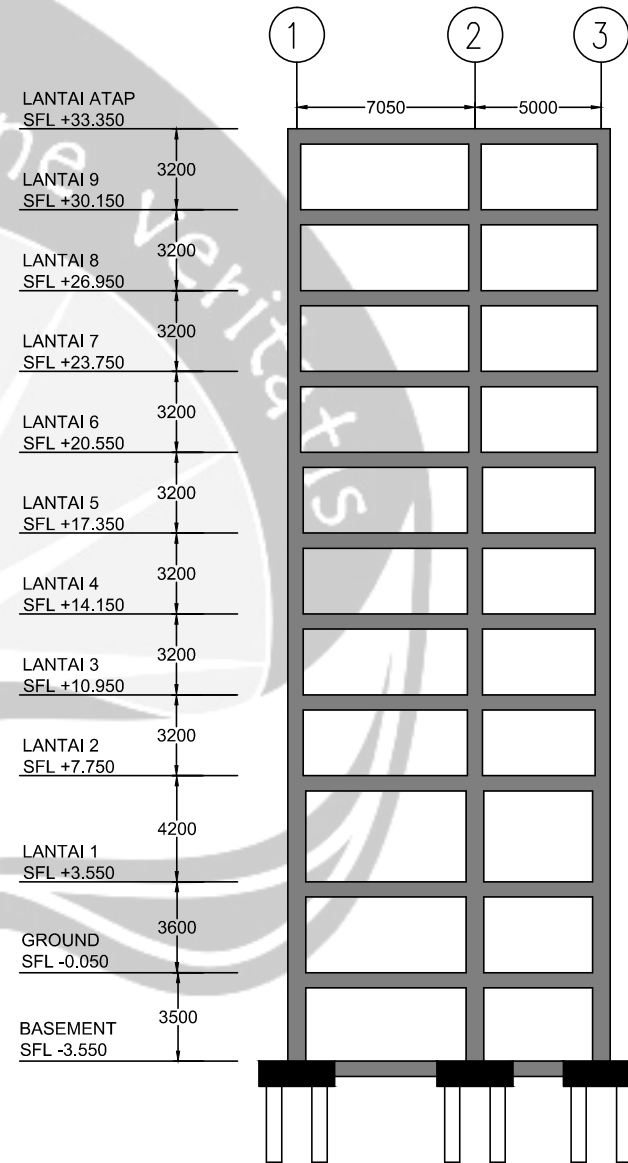 1
2
3
7050
5000
LANTAI ATAP
SFL +33.350
3200
LANTAI 9
SFL +30.150
3200
LANTAI 8
SFL +26.950
3200
LANTAI 7
SFL +23.750
3200
LANTAI 6
SFL +20.550
3200
LANTAI 5
SFL +17.350
3200
LANTAI 4
SFL +14.150
3200
LANTAI 3
SFL +10.950
3200
LANTAI 2
SFL +7.750
4200
LANTAI 1
SFL +3.550
3600
GROUND
SFL -0.050
3500
BASEMENT
SFL -3.550
ne veritatis